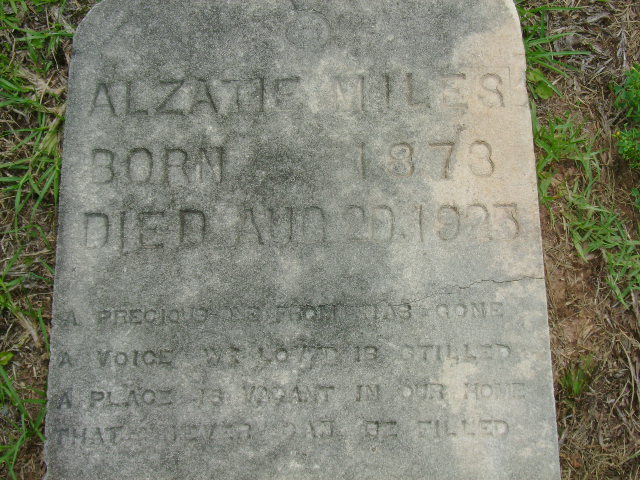 ALZATIE MILES
BORN 1873
DIED AUG 20. 1923
A PRECIOUS ONE FROM HAS GONE
A VOICE WE LOVED IS STILLED
A PLACE IS VACANT IN OUR HOME
THAT NEVER CAN BE FILLED